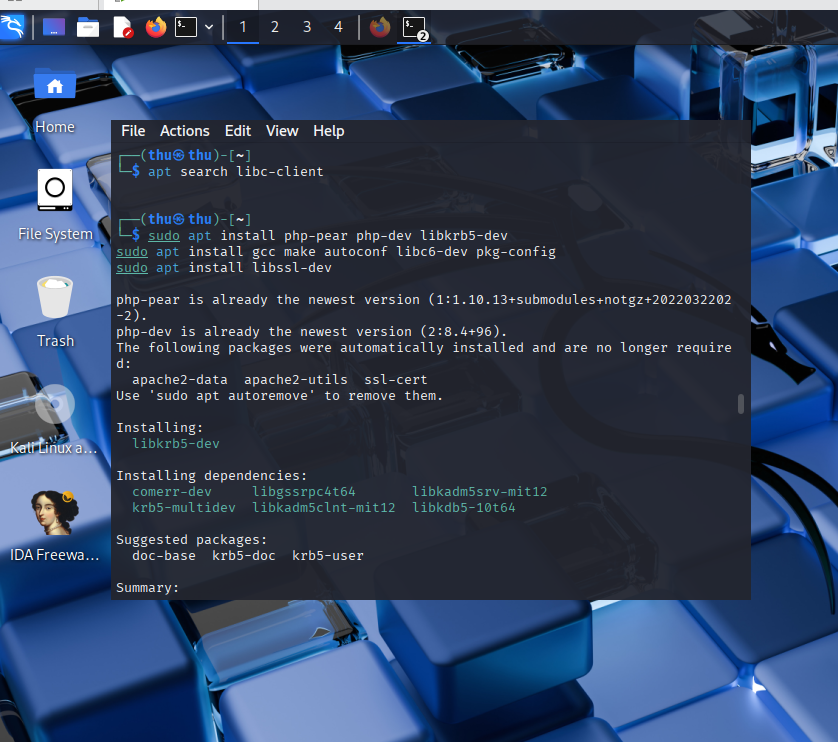 1 2 3 4 2
Home
File System
Trash
Kali Linux a...
IDA Freewa...
File Actions Edit View Help
┌──(thu㉿thu)-[~]
└─$ apt search libc-client
┌──(thu㉿thu)-[~]
└─$ sudo apt install php-pear php-dev libkrb5-dev
sudo apt install gcc make autoconf libc6-dev pkg-config
sudo apt install libssl-dev
php-pear is already the newest version (1:1.10.13+submodules+notgz+2022032202
-2).
php-dev is already the newest version (2:8.4+96).
The following packages were automatically installed and are no longer require
d:
apache2-data apache2-utils ssl-cert
Use 'sudo apt autoremove' to remove them.
Installing:
libkrb5-dev
Installing dependencies:
comerr-dev libgssrpc4t64 libkadm5srv-mit12
krb5-multidev libkadm5clnt-mit12 libkdb5-10t64
Suggested packages:
doc-base krb5-doc krb5-user
Summary: